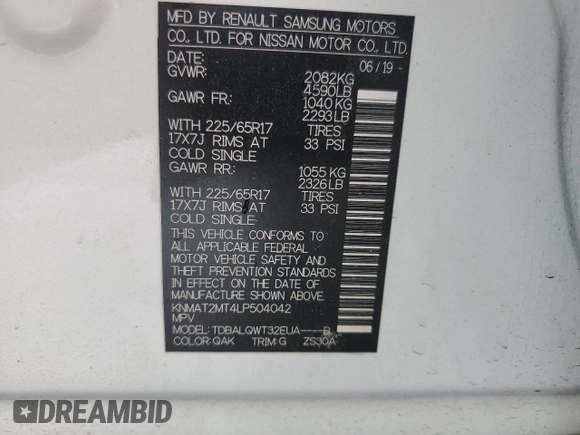 MFD BY RENAULT SAMSUNG MOTORS
CO., LTD. FOR NISSAN MOTOR CO., LTD.
DATE: 06/19
GVWR: 2082KG
4590LB
GAWR FR: 1040 KG
2293LB
WITH 225/65R17 TIRES
17X7J RIMS AT 33 PSI
COLD SINGLE
GAWR RR: 1055 KG
2326LB
WITH 225/65R17 TIRES
17X7J RIMS AT 33 PSI
COLD SINGLE
THIS VEHICLE CONFORMS TO
ALL APPLICABLE FEDERAL
MOTOR VEHICLE SAFETY AND
THEFT PREVENTION STANDARDS
IN EFFECT ON THE DATE OF
MANUFACTURE SHOWN ABOVE.
KNMAT2MT4LP504042
MPV
MODEL: TDBALQWT32EUA----B
COLOR: QAK TRIM: G ZS30A
DREAMBID